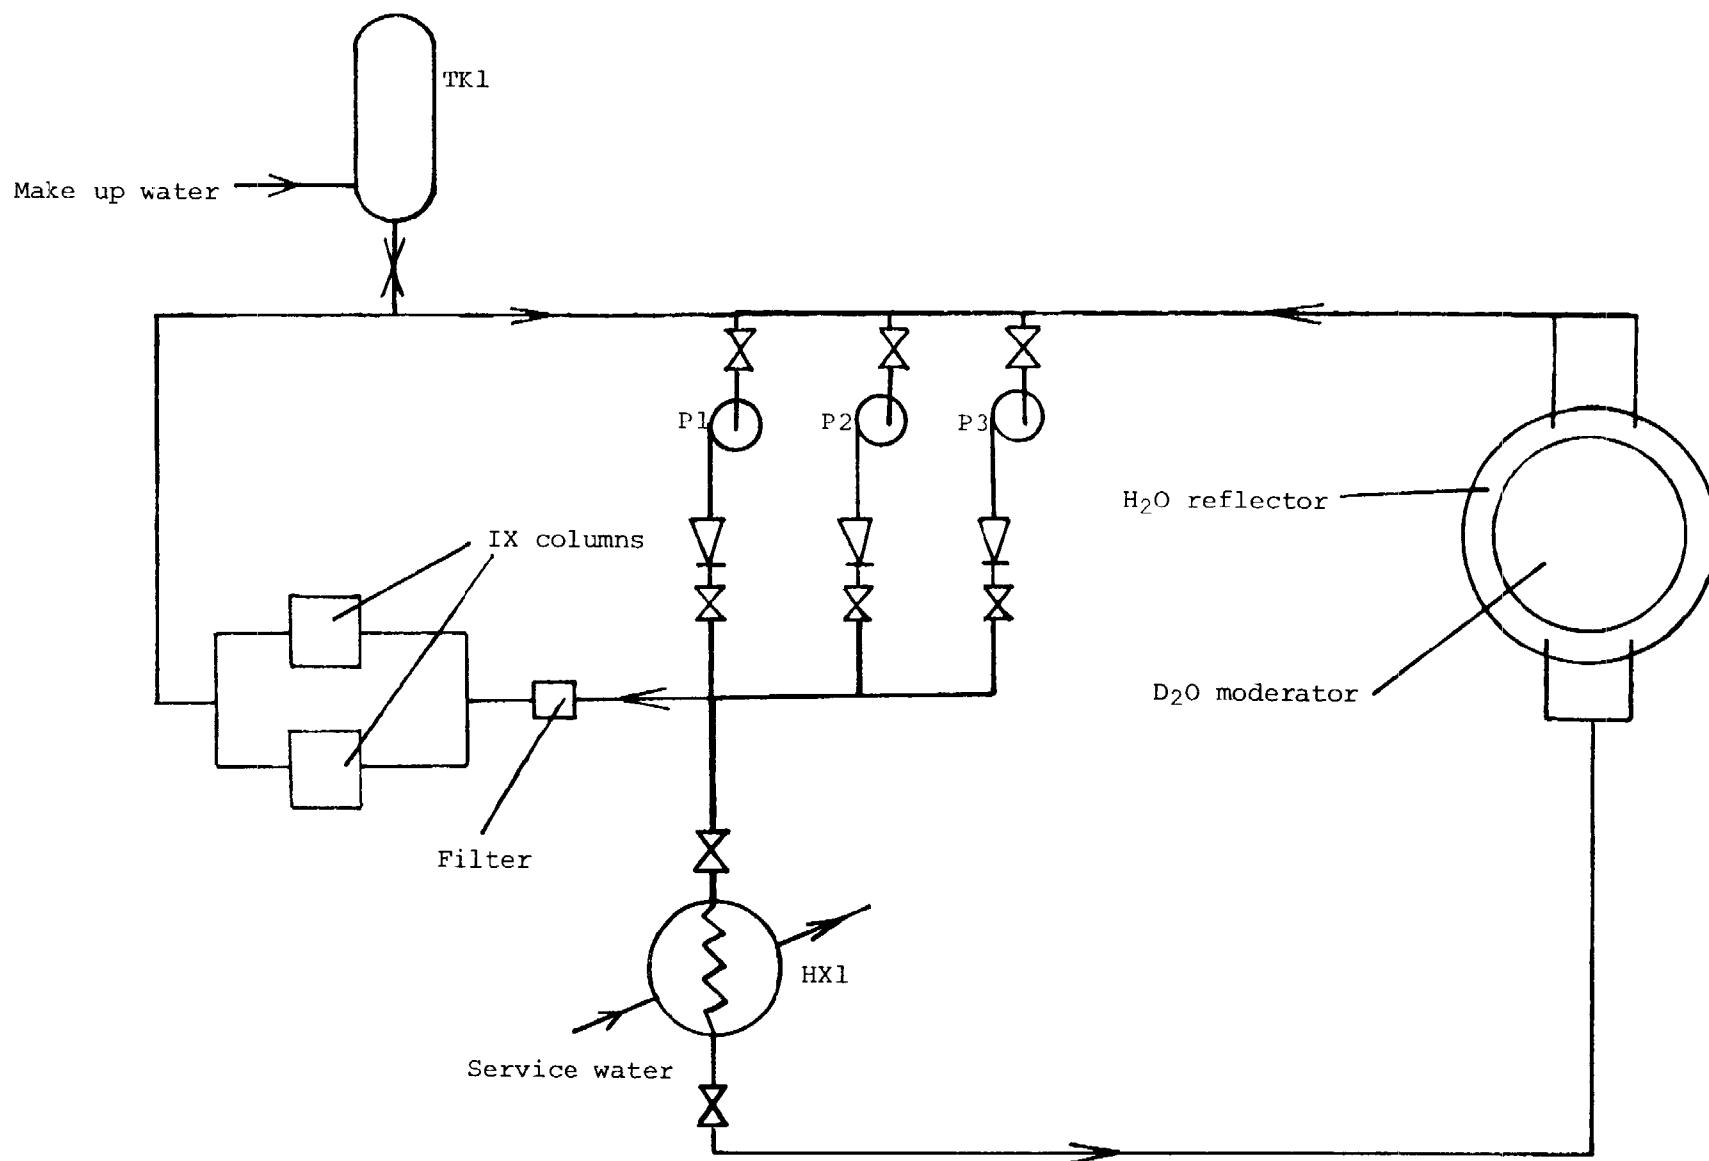 TK1
Make up water
P1
P2
P3
H₂O reflector
IX columns
D₂O moderator
Filter
HX1
Service water